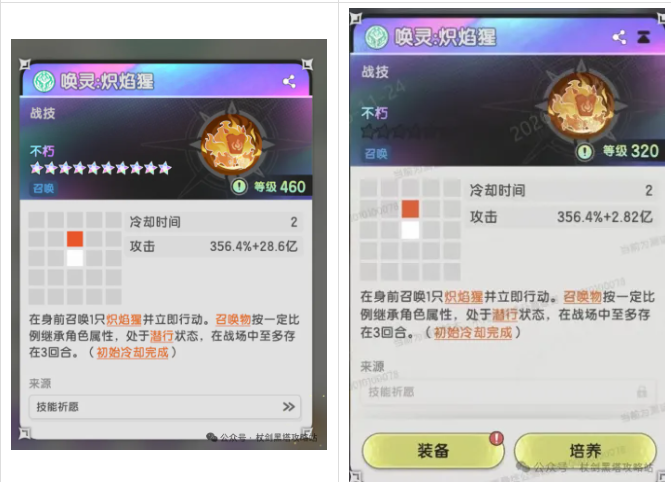 唤灵:炽焰猩
战技
不朽
召唤
等级 460
冷却时间 2
攻击 356.4%+28.6亿
在身前召唤1只炽焰猩并立即行动。召唤物按一定比
例继承角色属性，处于潜行状态，在战场中至多存
在3回合。（初始冷却完成）
来源
技能祈愿
公众号·杖剑黑塔攻略站
唤灵:炽焰猩
战技
不朽
召唤
等级 320
冷却时间 2
攻击 356.4%+2.82亿
在身前召唤1只炽焰猩并立即行动。召唤物按一定比
例继承角色属性，处于潜行状态，在战场中至多存
在3回合。（初始冷却完成）
来源
技能祈愿
装备
培养
公众号·杖剑黑塔攻略站